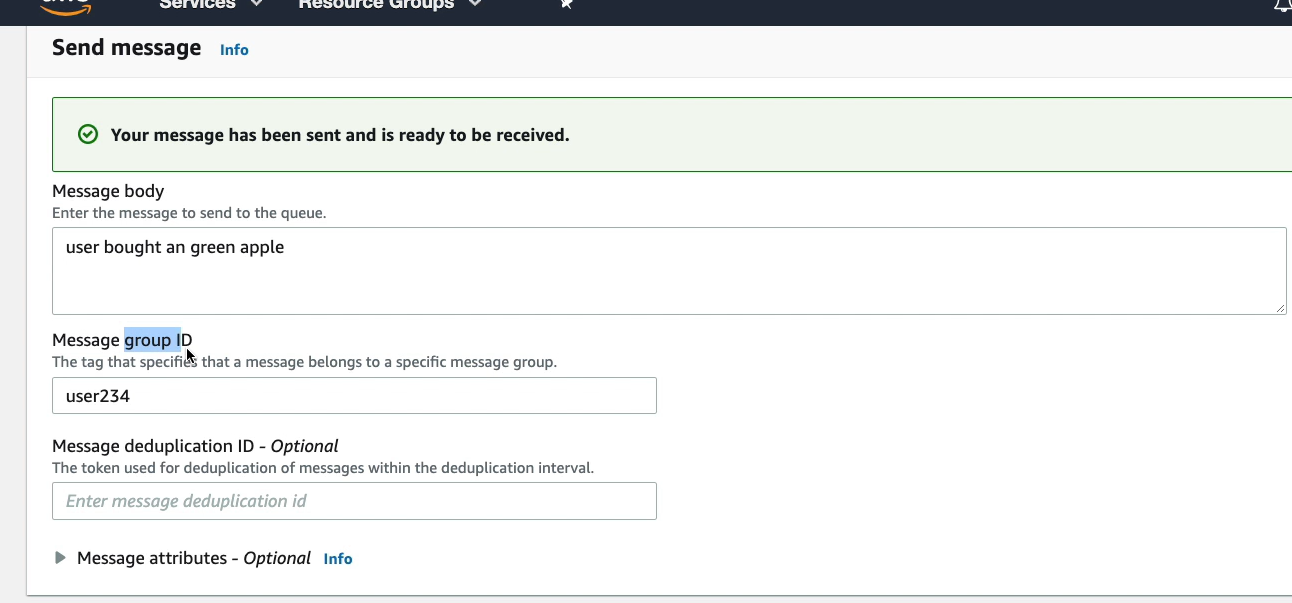 aws Services Resource Groups
Send message Info
Your message has been sent and is ready to be received.
Message body
Enter the message to send to the queue.
user bought an green apple
Message group ID
The tag that specifies that a message belongs to a specific message group.
user234
Message deduplication ID - Optional
The token used for deduplication of messages within the deduplication interval.
Enter message deduplication id
Message attributes - Optional Info